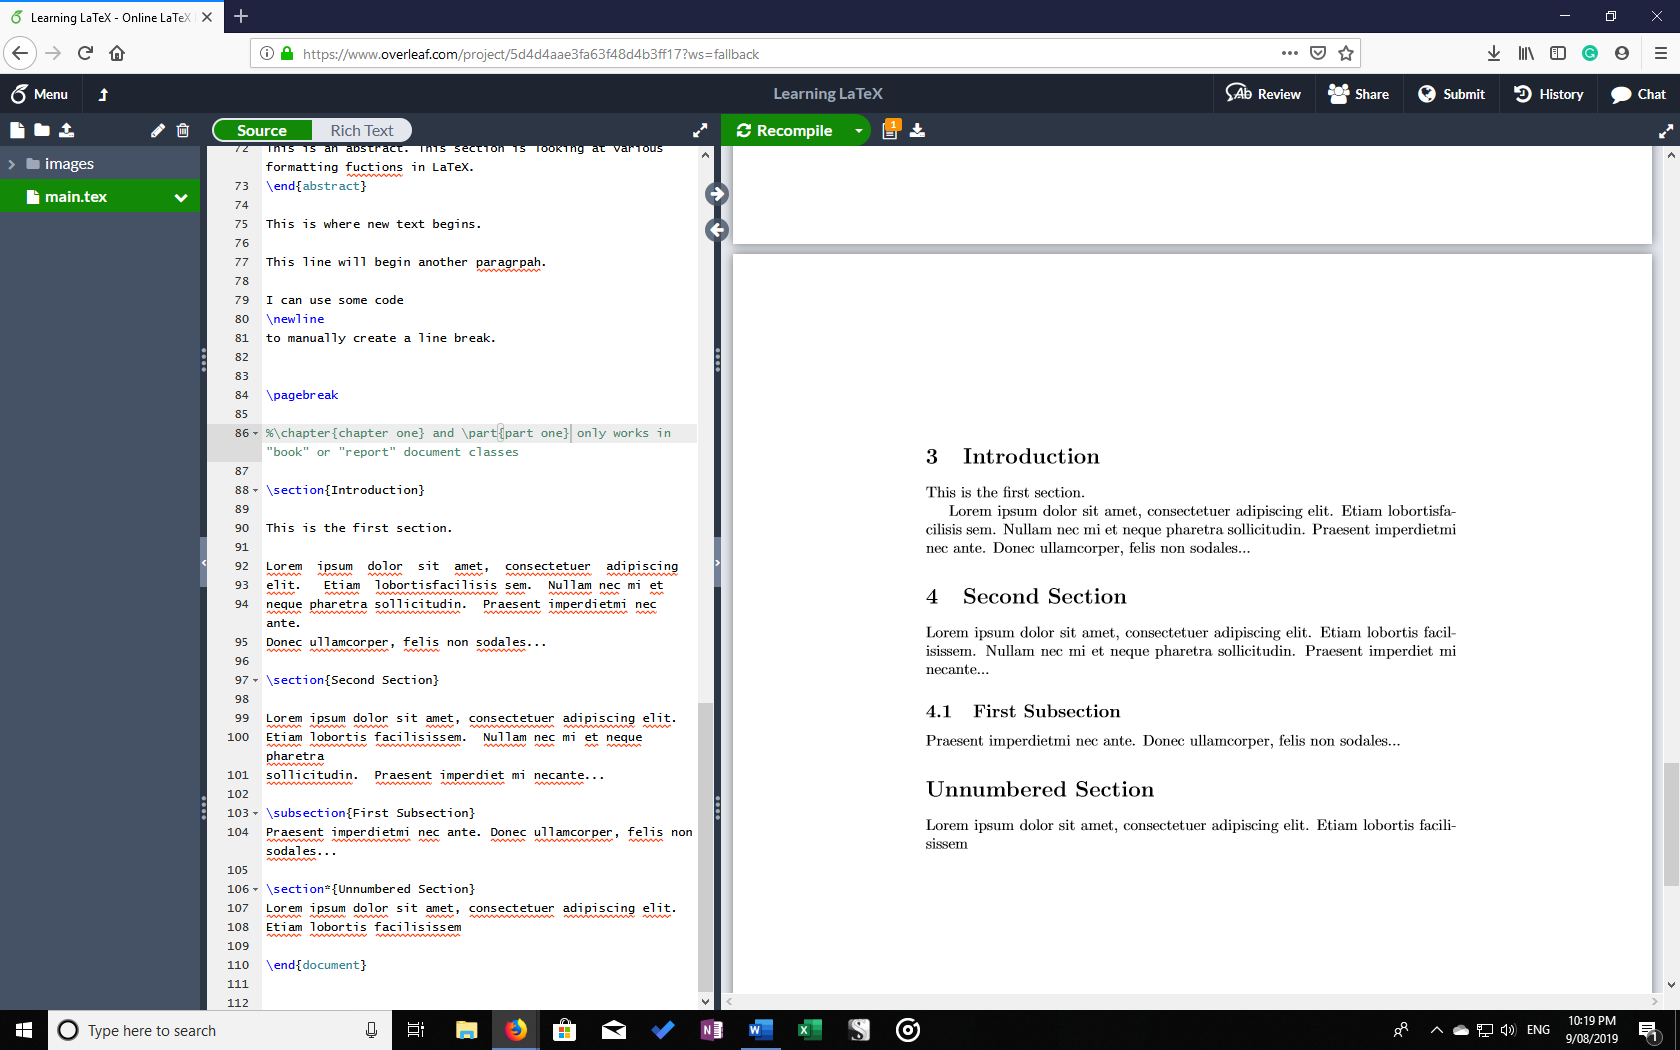 Learning LaTeX - Online LaTeX
https://www.overleaf.com/project/5d4d4aae3fa63f48d4b3ff17?ws=fallback
Menu
Learning LaTeX
Review
Share
Submit
History
Chat
Source
Rich Text
Recompile
1
images
main.tex
72 This is an abstract. This section is looking at various
formatting fuctions in LaTeX.
73 \end{abstract}
74
75 This is where new text begins.
76
77 This line will begin another paragrpah.
78
79 I can use some code
80 \newline
81 to manually create a line break.
82
83
84 \pagebreak
85
86 %\chapter{chapter one} and \part{part one} only works in
"book" or "report" document classes
87
88 \section{Introduction}
89
90 This is the first section.
91
92 Lorem ipsum dolor sit amet, consectetuer adipiscing
93 elit. Etiam lobortisfacilisis sem. Nullam nec mi et
94 neque pharetra sollicitudin. Praesent imperdietmi nec
ante.
95 Donec ullamcorper, felis non sodales...
96
97 \section{Second Section}
98
99 Lorem ipsum dolor sit amet, consectetuer adipiscing elit.
100 Etiam lobortis facilisissem. Nullam nec mi et neque
pharetra
101 sollicitudin. Praesent imperdiet mi necante...
102
103 \subsection{First Subsection}
104 Praesent imperdietmi nec ante. Donec ullamcorper, felis non
sodales...
105
106 \section*{Unnumbered Section}
107 Lorem ipsum dolor sit amet, consectetuer adipiscing elit.
108 Etiam lobortis facilisissem
109
110 \end{document}
111
112
3 Introduction
This is the first section.
Lorem ipsum dolor sit amet, consectetuer adipiscing elit. Etiam lobortisfa-
cilisis sem. Nullam nec mi et neque pharetra sollicitudin. Praesent imperdietmi
nec ante. Donec ullamcorper, felis non sodales...
4 Second Section
Lorem ipsum dolor sit amet, consectetuer adipiscing elit. Etiam lobortis facil-
isissem. Nullam nec mi et neque pharetra sollicitudin. Praesent imperdiet mi
necante...
4.1 First Subsection
Praesent imperdietmi nec ante. Donec ullamcorper, felis non sodales...
Unnumbered Section
Lorem ipsum dolor sit amet, consectetuer adipiscing elit. Etiam lobortis facili-
sissem
Type here to search
ENG
10:19 PM
9/08/2019
1